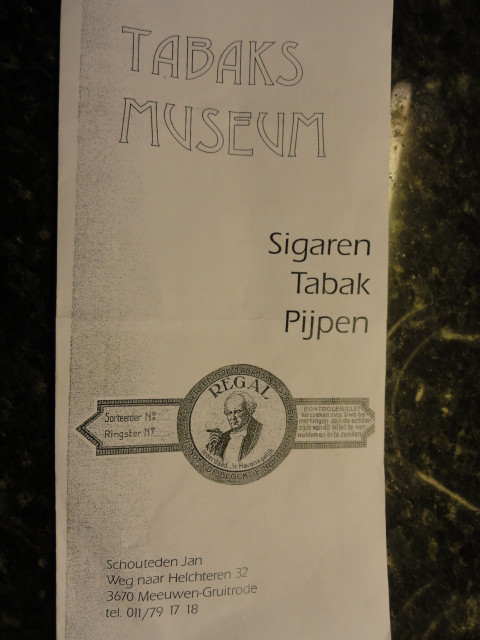 TABAKS
MUSEUM
Sigaren
Tabak
Pijpen
REGAL
Sorteerder Nº
Ringster Nº
CONTROLEBILLET
Schouteden Jan
Weg naar Helchteren 32
3670 Meeuwen-Gruitrode
tel. 011/79 17 18